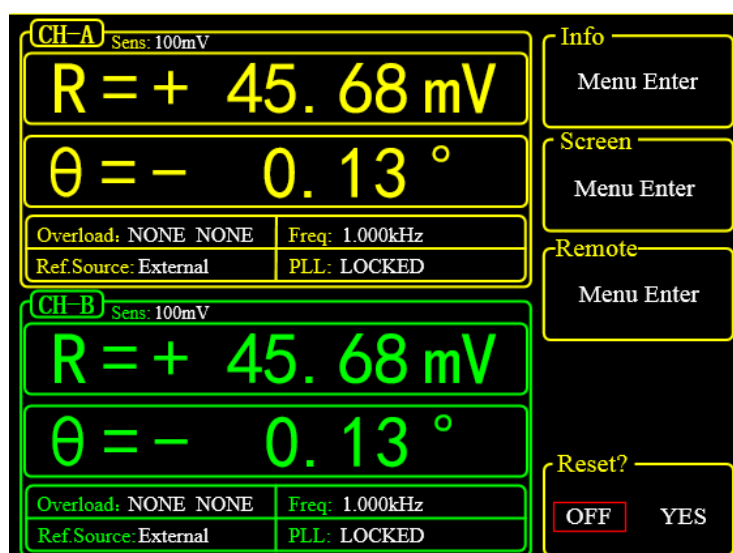 CH-A Sens: 100mV
R=+ 45.68 mV
θ=- 0.13 °
Overload: NONE NONE Freq: 1.000kHz
Ref.Source: External PLL: LOCKED
CH-B Sens: 100mV
R=+ 45.68 mV
θ=- 0.13 °
Overload: NONE NONE Freq: 1.000kHz
Ref.Source: External PLL: LOCKED
Info
Menu Enter
Screen
Menu Enter
Remote
Menu Enter
Reset?
OFF YES